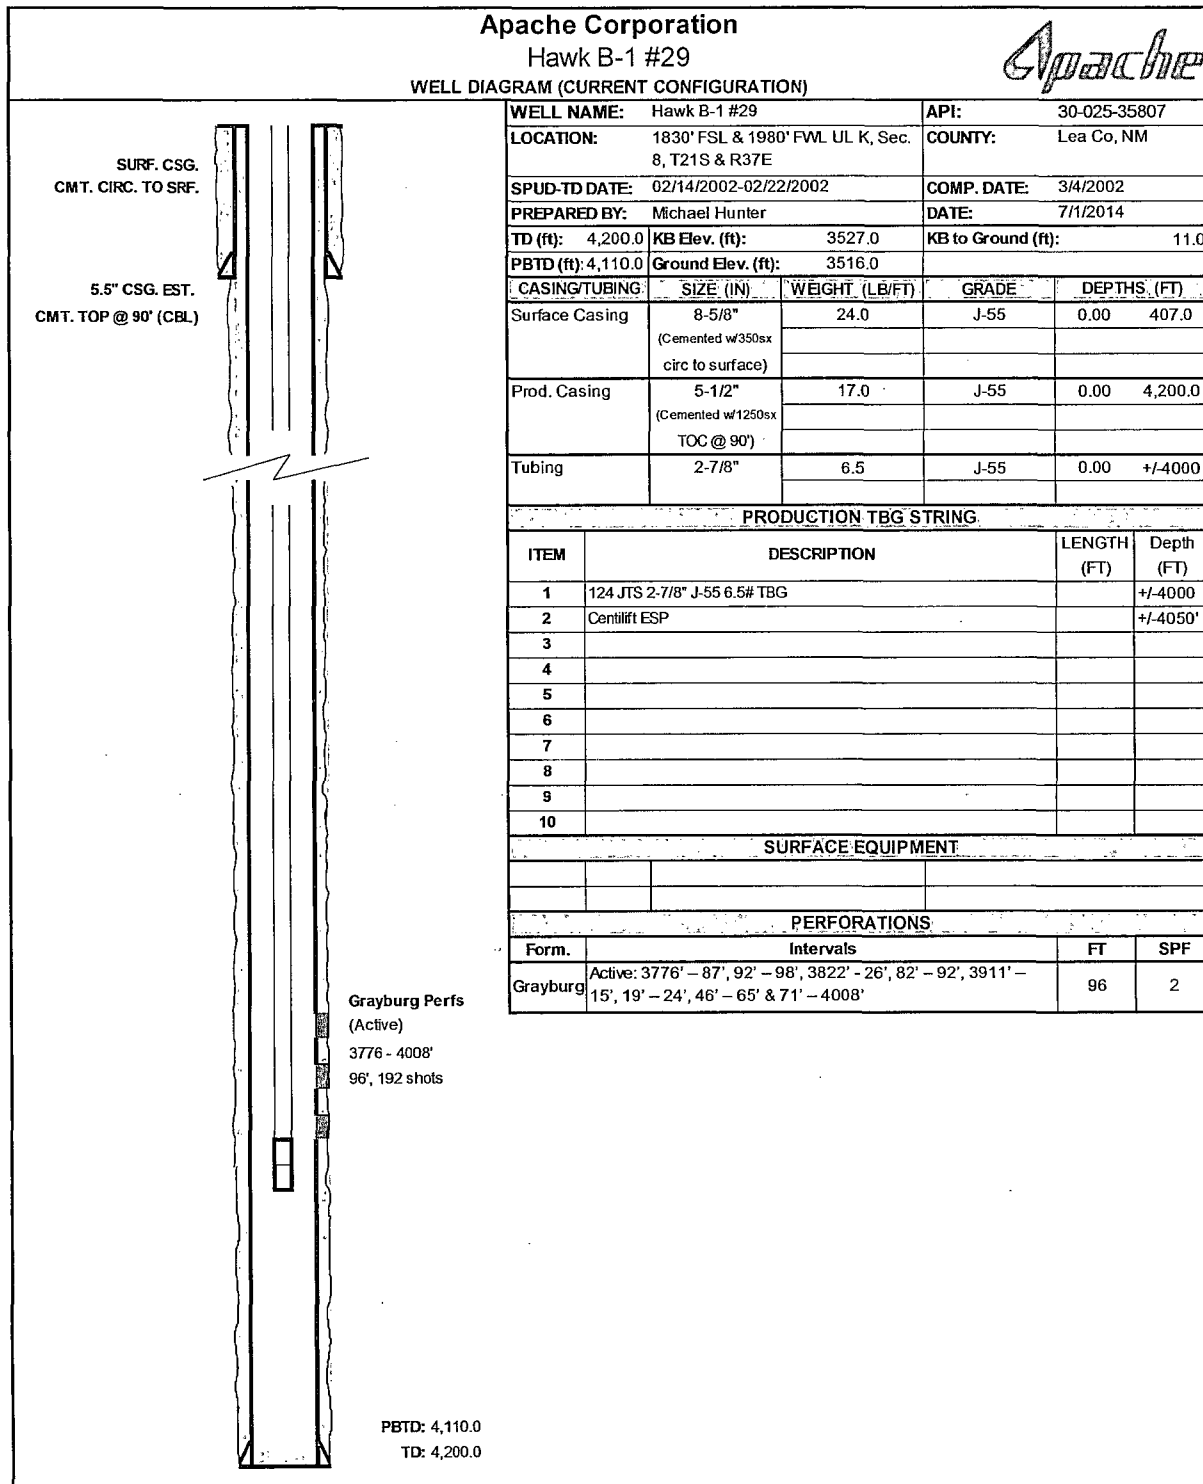 Apache Corporation
Hawk B-1 #29
WELL DIAGRAM (CURRENT CONFIGURATION)
Apache
WELL NAME: Hawk B-1 #29 API: 30-025-35807
LOCATION: 1830' FSL & 1980' FWL UL K, Sec. COUNTY: Lea Co, NM
8, T21S & R37E
SPUD-TD DATE: 02/14/2002-02/22/2002 COMP. DATE: 3/4/2002
PREPARED BY: Michael Hunter DATE: 7/1/2014
TD (ft): 4,200.0 KB Elev. (ft): 3527.0 KB to Ground (ft): 11.0
PBTD (ft): 4,110.0 Ground Elev. (ft): 3516.0
CASING/TUBING SIZE (IN) WEIGHT (LB/FT) GRADE DEPTHS (FT)
Surface Casing 8-5/8" 24.0 J-55 0.00 407.0
(Cemented w/350sx
circ to surface)
Prod. Casing 5-1/2" 17.0 J-55 0.00 4,200.0
(Cemented w/1250sx
TOC @ 90')
Tubing 2-7/8" 6.5 J-55 0.00 +/-4000
PRODUCTION TBG STRING
ITEM DESCRIPTION LENGTH (FT) Depth (FT)
1 124 JTS 2-7/8" J-55 6.5# TBG +/-4000
2 Centilift ESP +/-4050'
3
4
5
6
7
8
9
10
SURFACE EQUIPMENT
PERFORATIONS
Form. Intervals FT SPF
Grayburg Active: 3776' – 87', 92' – 98', 3822' - 26', 82' – 92', 3911' –
15', 19' – 24', 46' – 65' & 71' – 4008' 96 2
SURF. CSG.
CMT. CIRC. TO SRF.
5.5" CSG. EST.
CMT. TOP @ 90' (CBL)
Grayburg Perfs
(Active)
3776 - 4008'
96', 192 shots
PBTD: 4,110.0
TD: 4,200.0